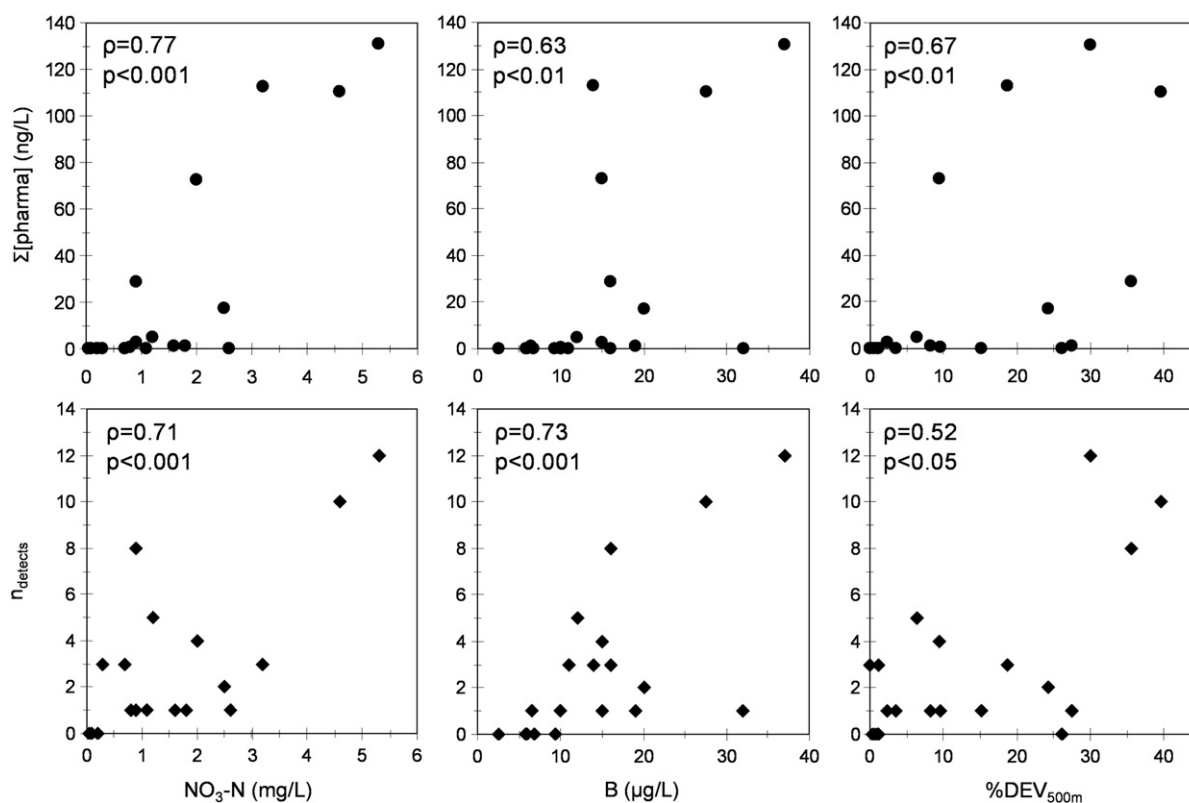 140
120
100
80
60
40
20
0
Σ[pharma] (ng/L)
ρ=0.77
p<0.001
0 1 2 3 4 5 6
ρ=0.63
p<0.01
0 10 20 30 40
ρ=0.67
p<0.01
0 10 20 30 40
14
12
10
8
6
4
2
0
n_detects
ρ=0.71
p<0.001
0 1 2 3 4 5 6
NO₃-N (mg/L)
ρ=0.73
p<0.001
0 10 20 30 40
B (µg/L)
ρ=0.52
p<0.05
0 10 20 30 40
%DEV₅₀₀ₘ